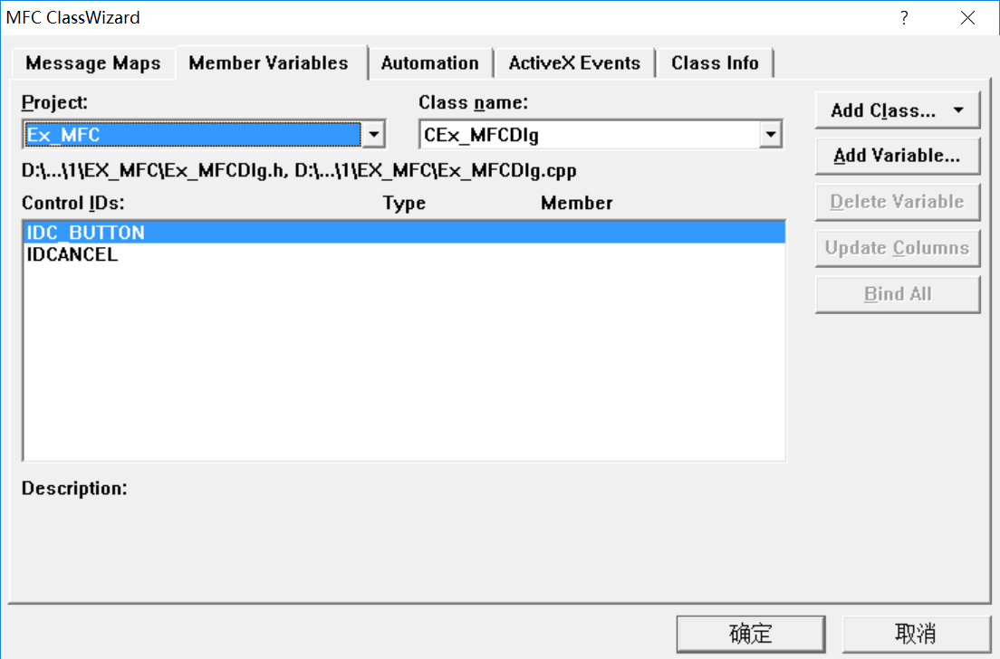 MFC ClassWizard
Message Maps Member Variables Automation ActiveX Events Class Info
Project: Class name:
Ex_MFC CEx_MFCDlg
Add Class...
D:\...\1\EX_MFC\Ex_MFCDlg.h, D:\...\1\EX_MFC\Ex_MFCDlg.cpp
Add Variable...
Control IDs: Type Member
Delete Variable
IDC_BUTTON
IDCANCEL
Update Columns
Bind All
Description:
确定 取消